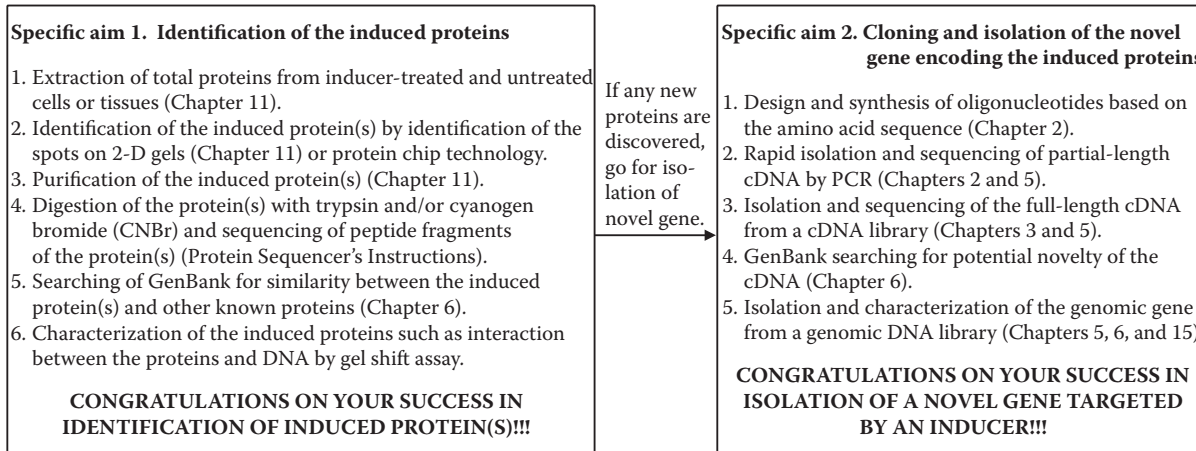 Specific aim 1. Identification of the induced proteins
1. Extraction of total proteins from inducer-treated and untreated
cells or tissues (Chapter 11).
2. Identification of the induced protein(s) by identification of the
spots on 2-D gels (Chapter 11) or protein chip technology.
3. Purification of the induced protein(s) (Chapter 11).
4. Digestion of the protein(s) with trypsin and/or cyanogen
bromide (CNBr) and sequencing of peptide fragments
of the protein(s) (Protein Sequencer's Instructions).
5. Searching of GenBank for similarity between the induced
protein(s) and other known proteins (Chapter 6).
6. Characterization of the induced proteins such as interaction
between the proteins and DNA by gel shift assay.
CONGRATULATIONS ON YOUR SUCCESS IN
IDENTIFICATION OF INDUCED PROTEIN(S)!!!
If any new
proteins are
discovered,
go for iso-
lation of
novel gene.
Specific aim 2. Cloning and isolation of the novel
gene encoding the induced proteins
1. Design and synthesis of oligonucleotides based on
the amino acid sequence (Chapter 2).
2. Rapid isolation and sequencing of partial-length
cDNA by PCR (Chapters 2 and 5).
3. Isolation and sequencing of the full-length cDNA
from a cDNA library (Chapters 3 and 5).
4. GenBank searching for potential novelty of the
cDNA (Chapter 6).
5. Isolation and characterization of the genomic gene
from a genomic DNA library (Chapters 5, 6, and 15)
CONGRATULATIONS ON YOUR SUCCESS IN
ISOLATION OF A NOVEL GENE TARGETED
BY AN INDUCER!!!